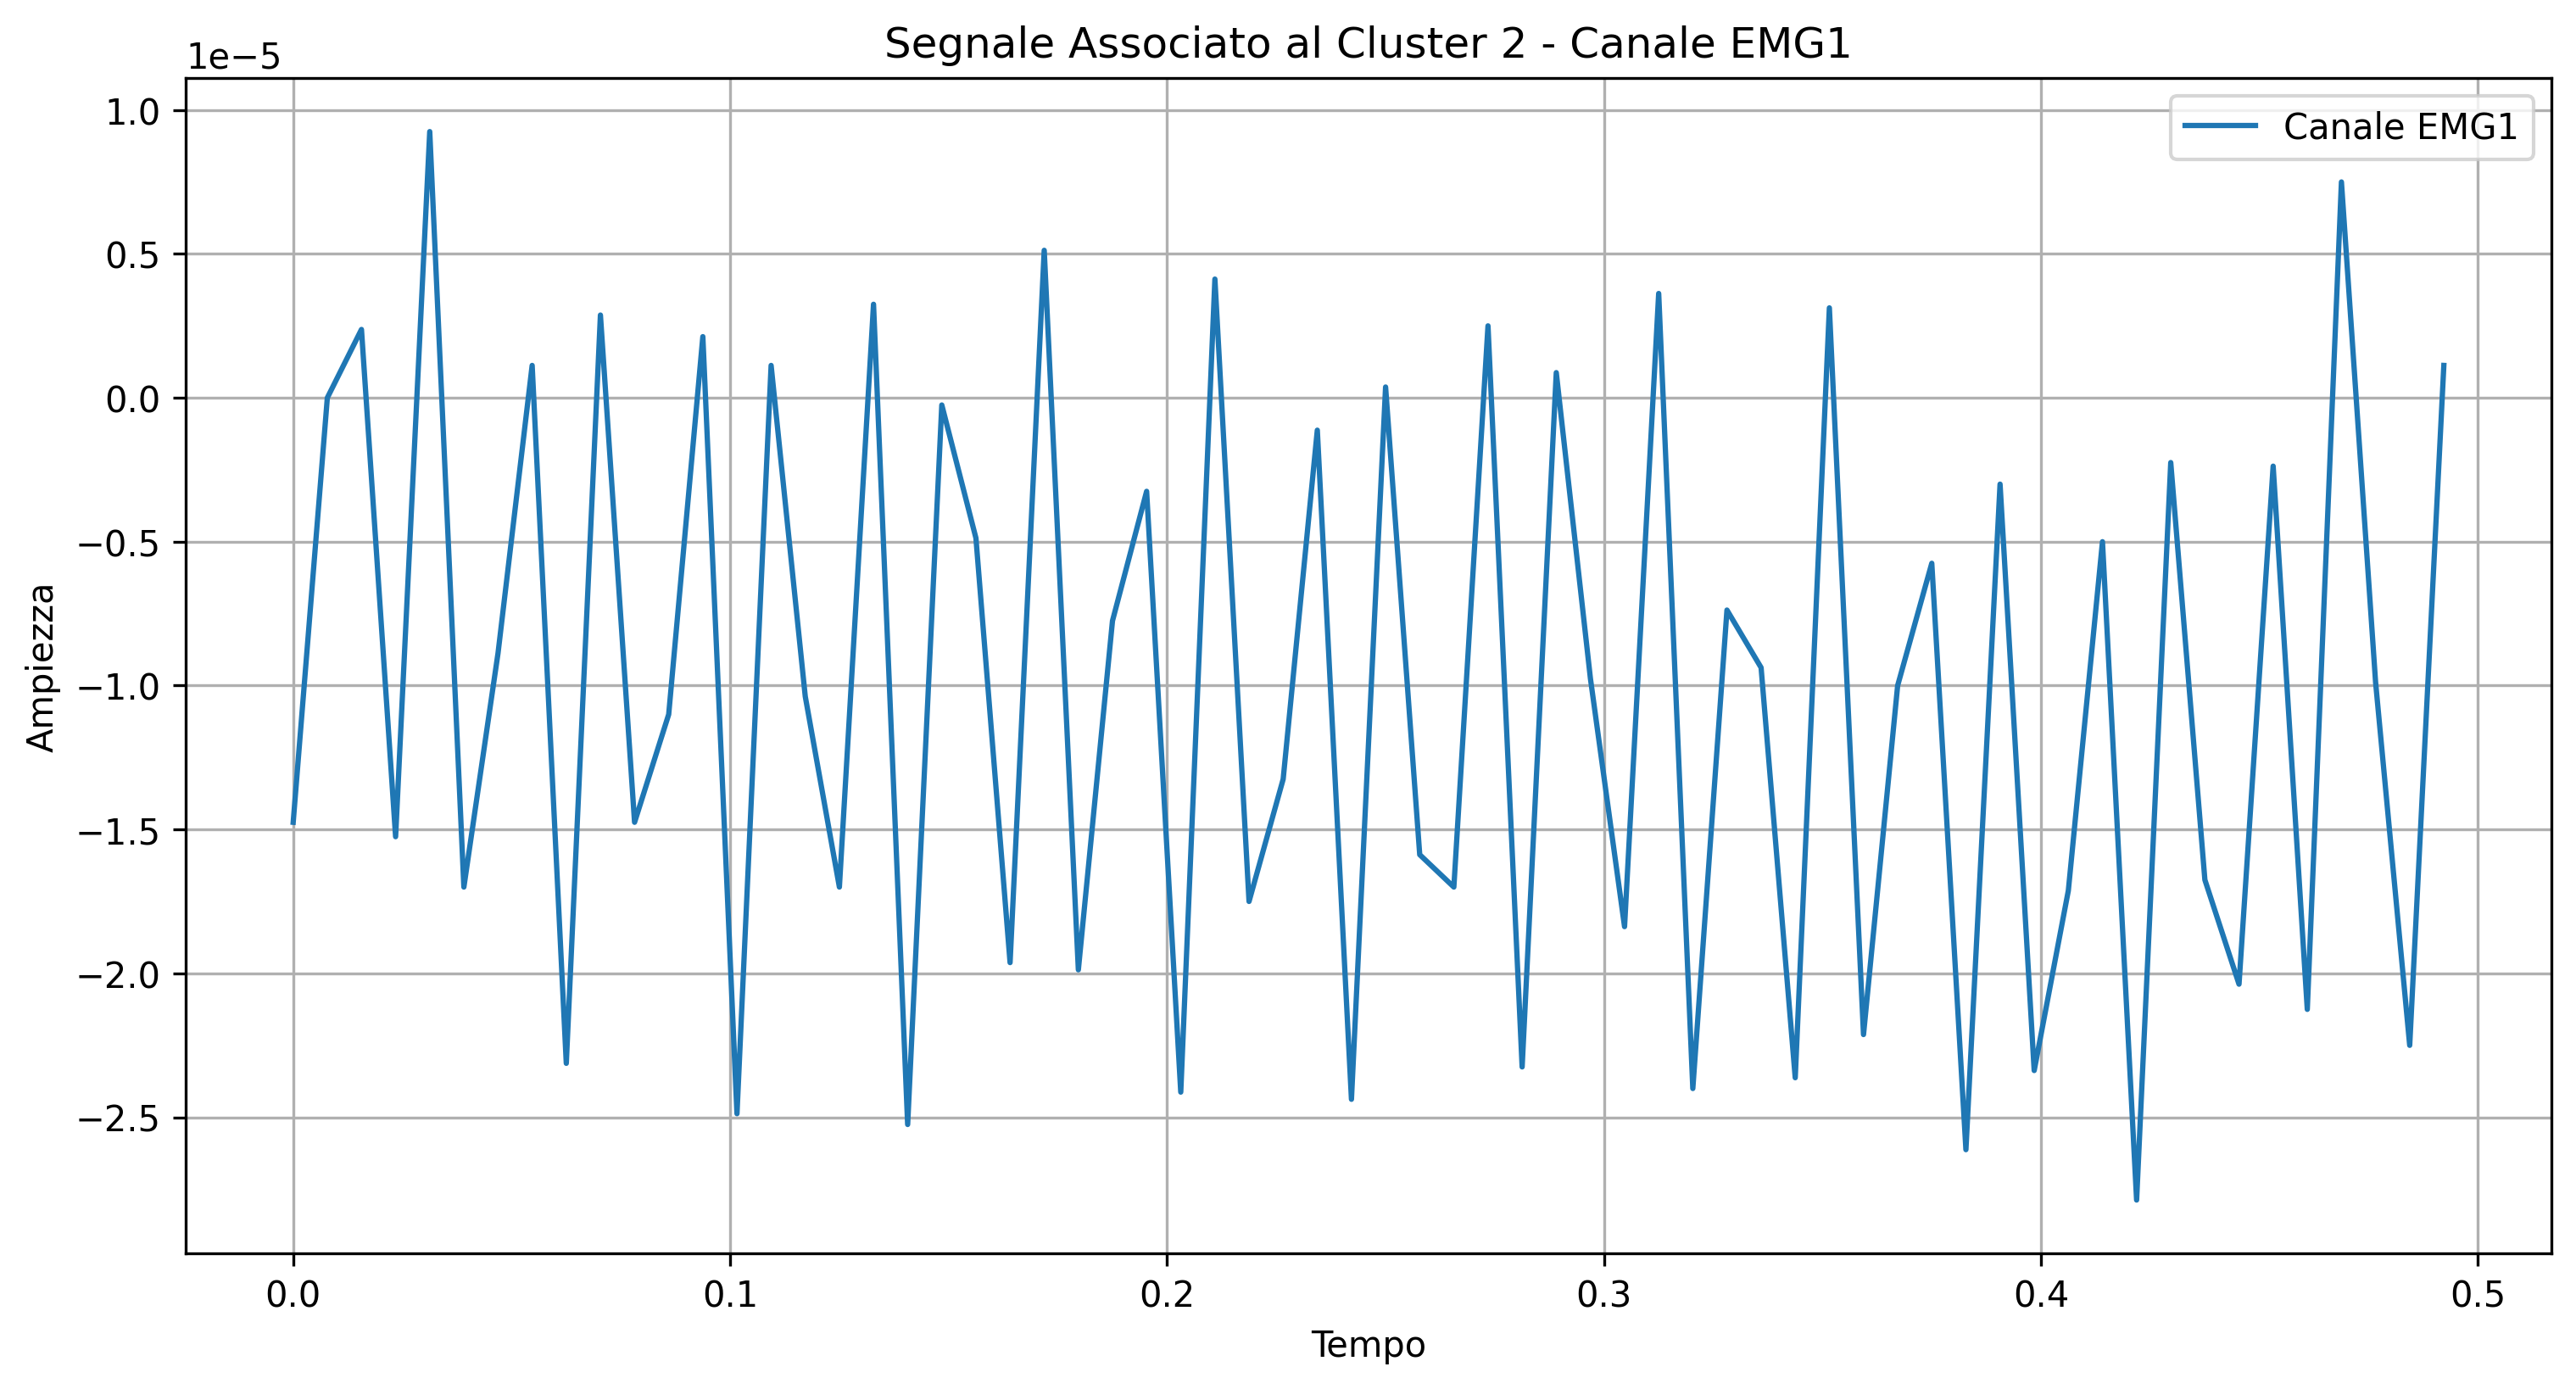 Segnale Associato al Cluster 2 - Canale EMG1
1e−5
1.0
0.5
0.0
−0.5
−1.0
−1.5
−2.0
−2.5
Ampiezza
Canale EMG1
0.0 0.1 0.2 0.3 0.4 0.5
Tempo